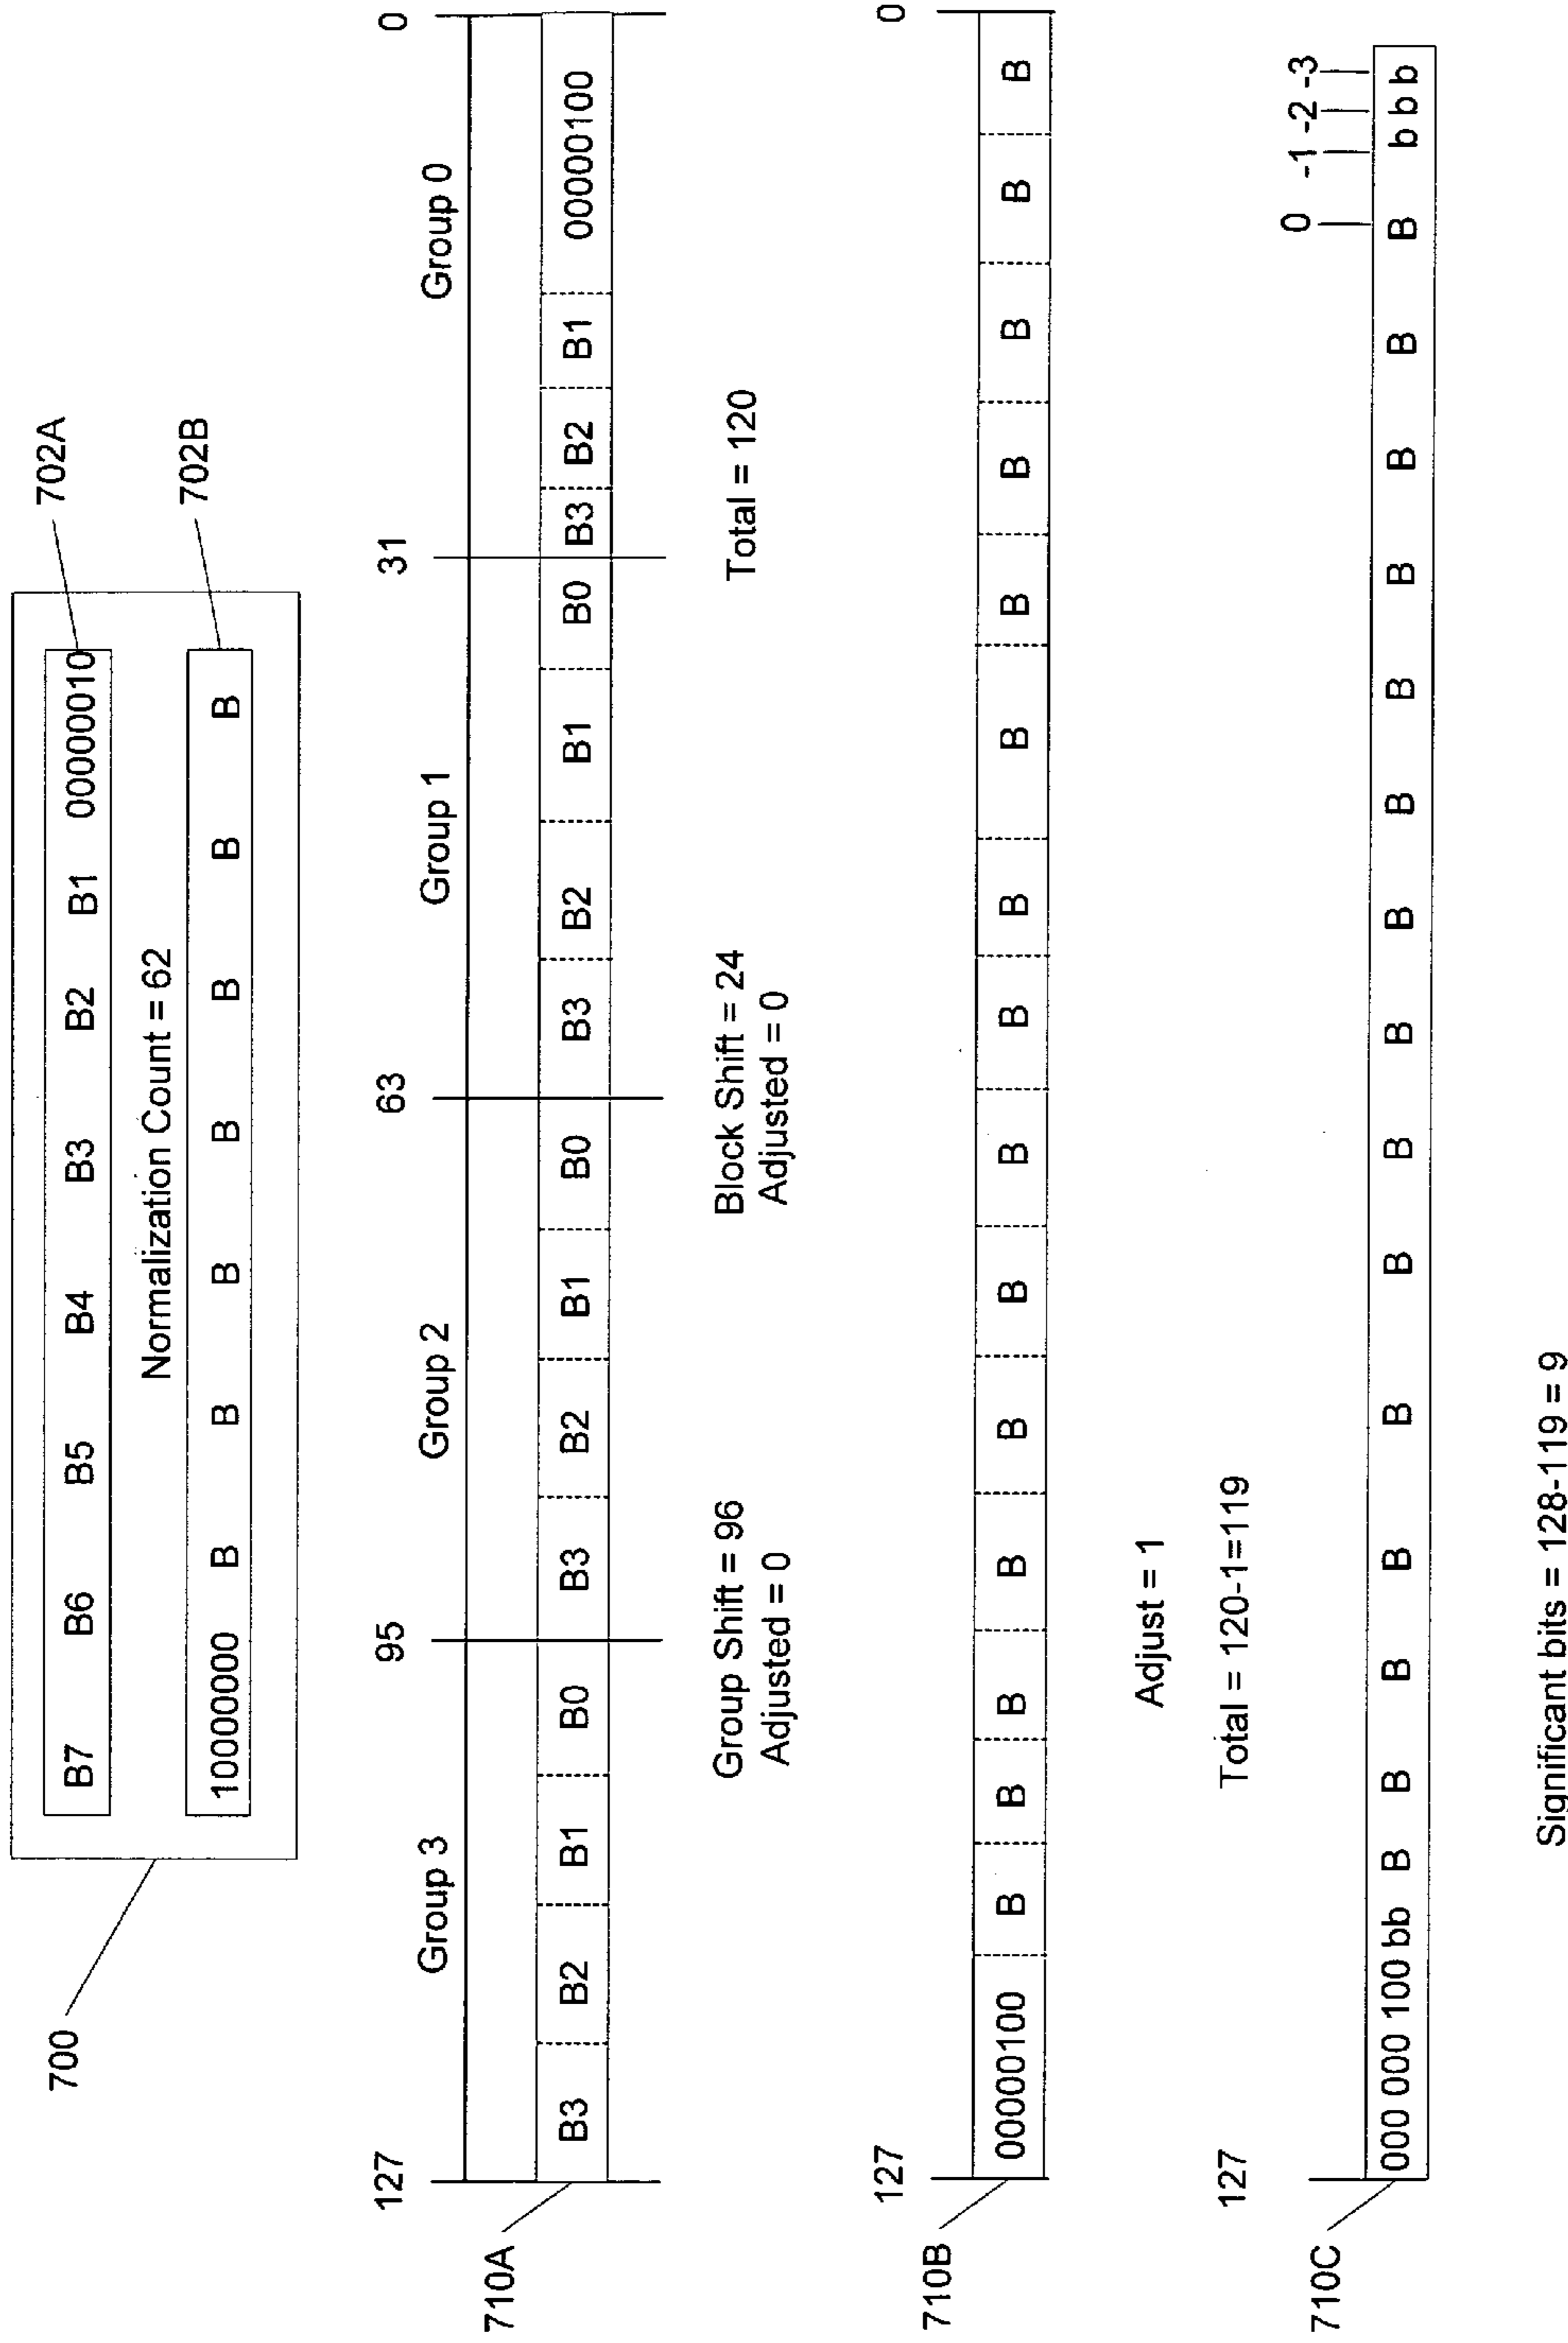 700
B7 B6 B5 B4 B3 B2 B1 00000010
702A
Normalization Count = 62
1000000 B B B B B B B
702B
127 95 63 31 0
Group 3 Group 2 Group 1 Group 0
710A
B3 B2 B1 B0 B3 B2 B1 B0 B3 B2 B1 B0 B3 B2 B1 00000100
Group Shift = 96
Adjusted = 0
Block Shift = 24
Adjusted = 0
Total = 120
127 0
710B
00000100 B B B B B B B B B B B B B B B
Adjust = 1
Total = 120-1=119
127 0 -1 -2 -3
710C
000 000 100 bb B B B B B B B B B B B B B B B b b b
Significant bits = 128-119 = 9